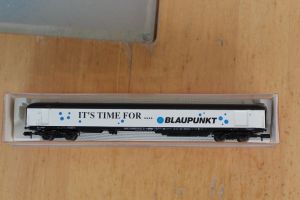 IT'S TIME FOR .... BLAUPUNKT